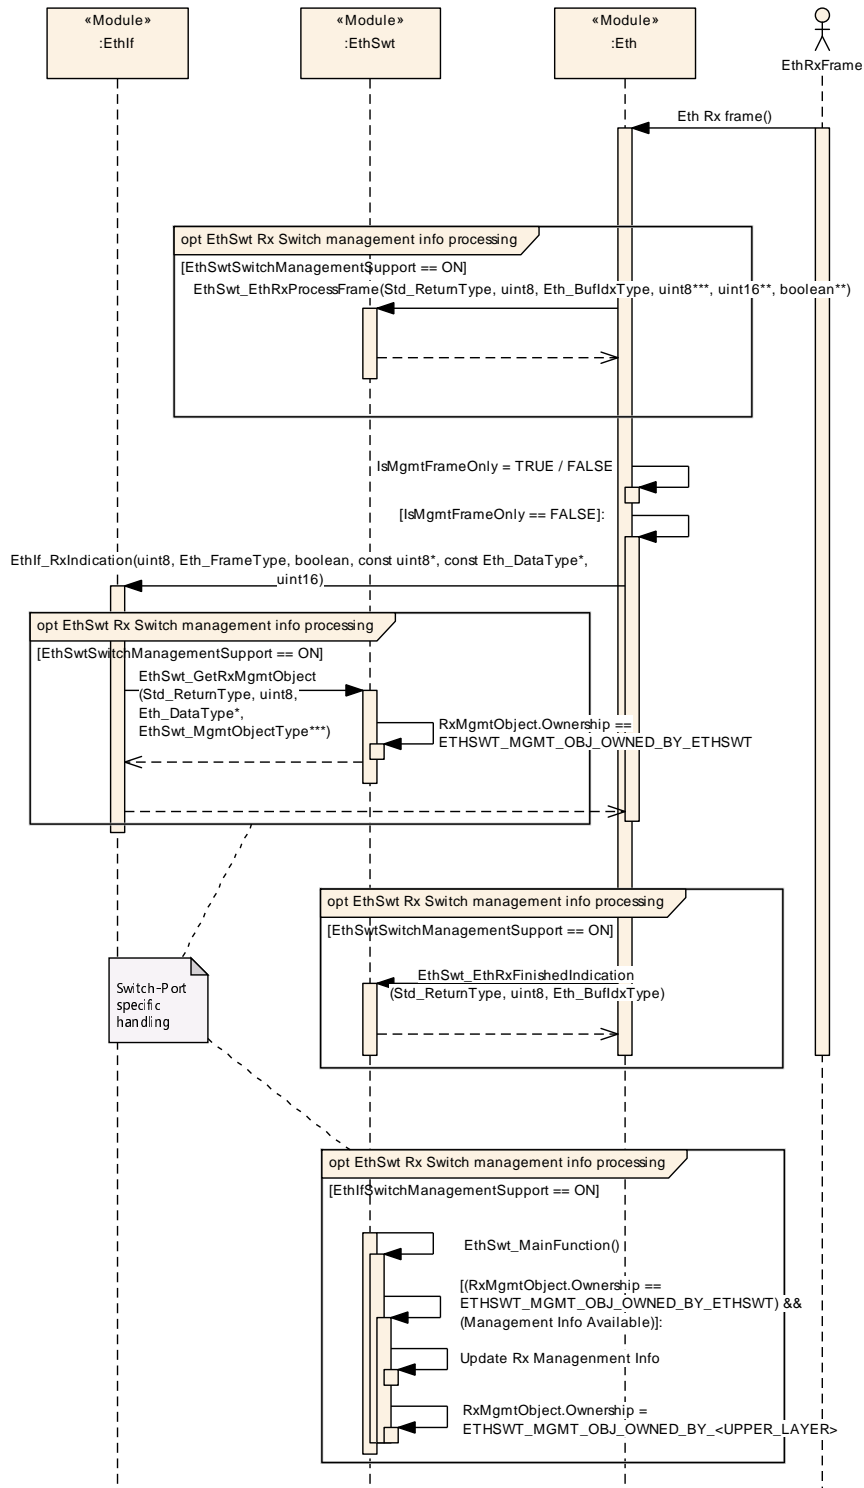 «Module»
:EthIf
«Module»
:EthSwt
«Module»
:Eth
EthRxFrame
Eth Rx frame()
opt EthSwt Rx Switch management info processing
[EthSwtSwitchManagementSupport == ON]
EthSwt_EthRxProcessFrame(Std_ReturnType, uint8, Eth_BufIdxType, uint8***, uint16**, boolean**)
IsMgmtFrameOnly = TRUE / FALSE
[IsMgmtFrameOnly == FALSE]:
EthIf_RxIndication(uint8, Eth_FrameType, boolean, const uint8*, const Eth_DataType*,
uint16)
opt EthSwt Rx Switch management info processing
[EthSwtSwitchManagementSupport == ON]
EthSwt_GetRxMgmtObject
(Std_ReturnType, uint8,
Eth_DataType*,
EthSwt_MgmtObjectType***)
RxMgmtObject.Ownership ==
ETHSWT_MGMT_OBJ_OWNED_BY_ETHSWT
opt EthSwt Rx Switch management info processing
[EthSwtSwitchManagementSupport == ON]
EthSwt_EthRxFinishedIndication
(Std_ReturnType, uint8, Eth_BufIdxType)
Switch-Port
specific
handling
opt EthSwt Rx Switch management info processing
[EthIfSwitchManagementSupport == ON]
EthSwt_MainFunction()
[(RxMgmtObject.Ownership ==
ETHSWT_MGMT_OBJ_OWNED_BY_ETHSWT) &&
(Management Info Available)]:
Update Rx Managenment Info
RxMgmtObject.Ownership =
ETHSWT_MGMT_OBJ_OWNED_BY_<UPPER_LAYER>